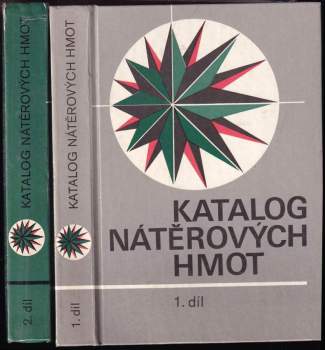 KATALOG NÁTĚROVÝCH HMOT
2. díl
KATALOG NÁTĚROVÝCH HMOT
1. díl
KATALOG
NÁTĚROVÝCH
HMOT
1. díl